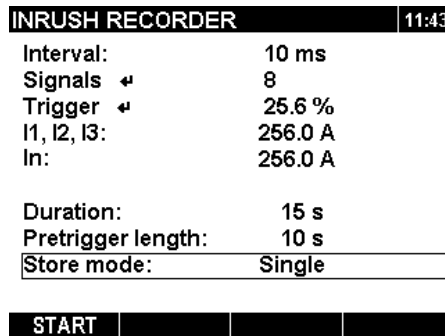 INRUSH RECORDER 11:43
Interval: 10 ms
Signals ↵ 8
Trigger ↵ 25.6 %
I1, I2, I3: 256.0 A
In: 256.0 A
Duration: 15 s
Pretrigger length: 10 s
Store mode: Single
START